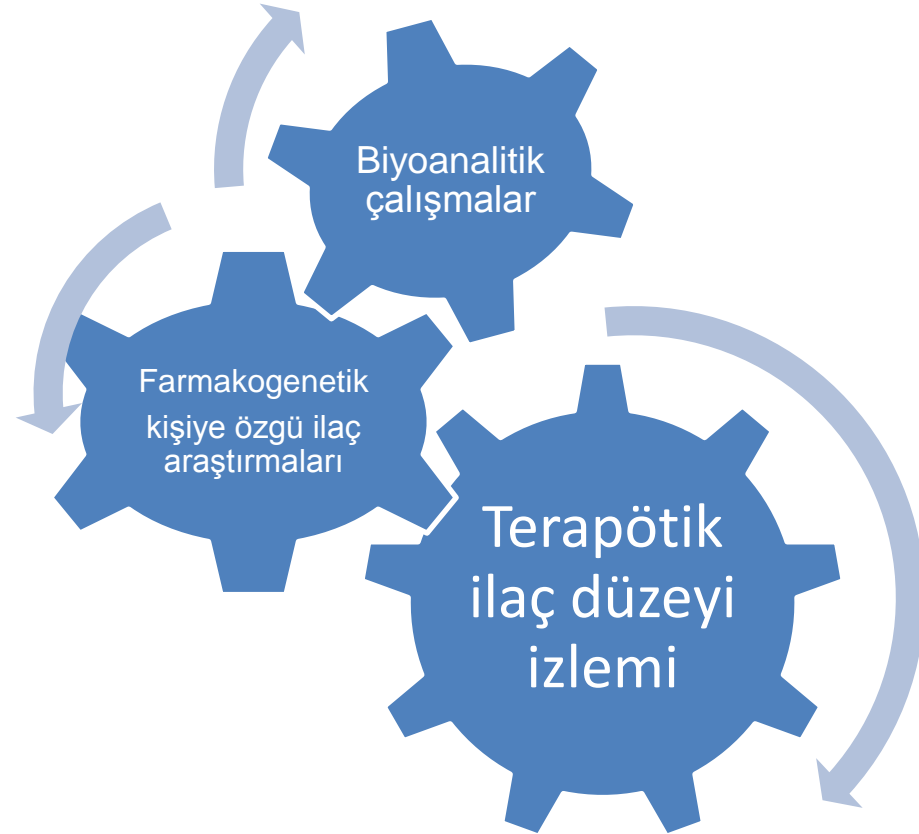 Biyoanalitik
çalışmalar
Farmakogenetik
kişiye özgü ilaç
araştırmaları
Terapötik
ilaç düzeyi
izlemi